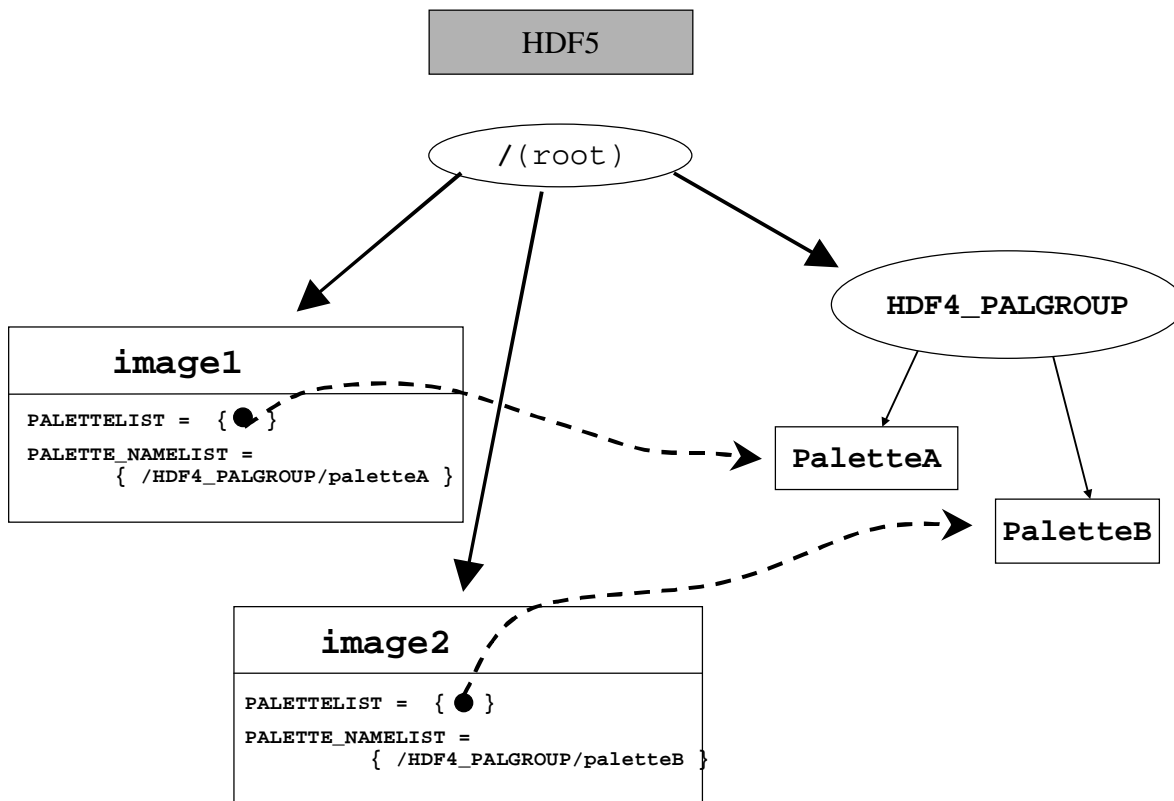 HDF5
/(root)
HDF4_PALGROUP
image1
PALETTELIST = { }
PALETTE_NAMELIST =
{ /HDF4_PALGROUP/paletteA }
PaletteA
PaletteB
image2
PALETTELIST = { }
PALETTE_NAMELIST =
{ /HDF4_PALGROUP/paletteB }